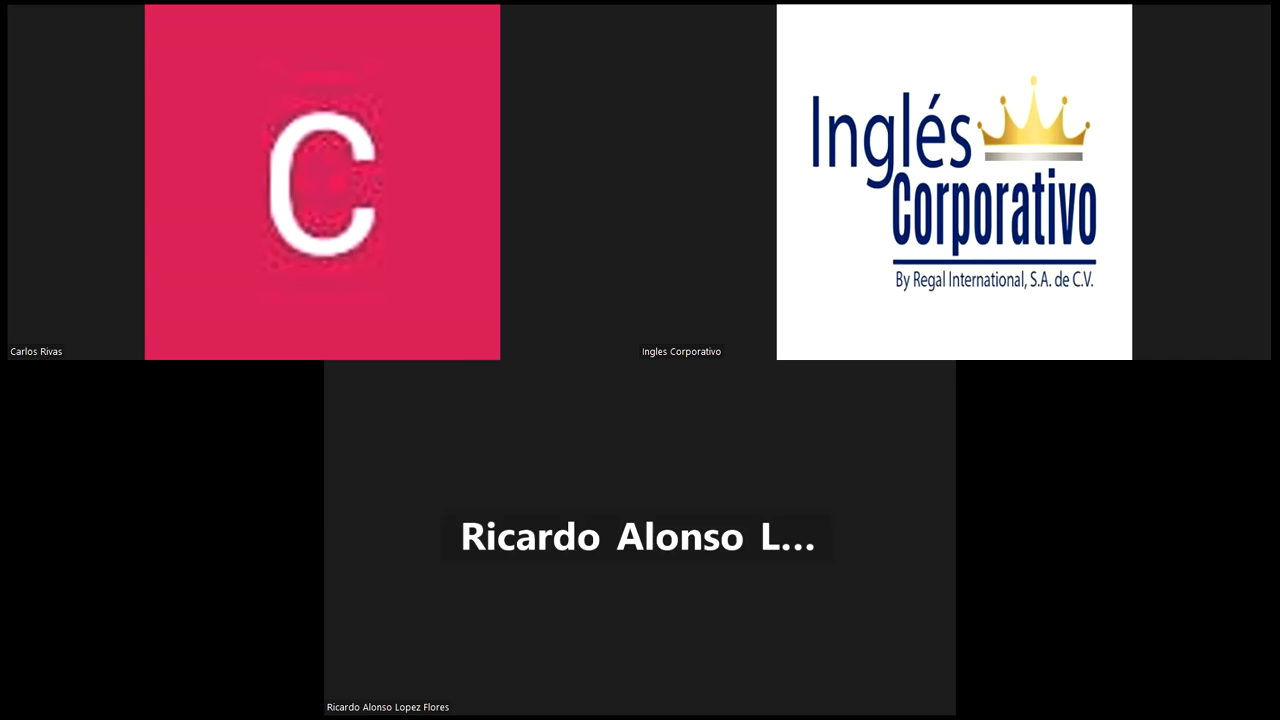 C
Inglés
Corporativo
By Regal International, S.A. de C.V.
Carlos Rivas
Ingles Corporativo
Ricardo Alonso L...
Ricardo Alonso Lopez Flores